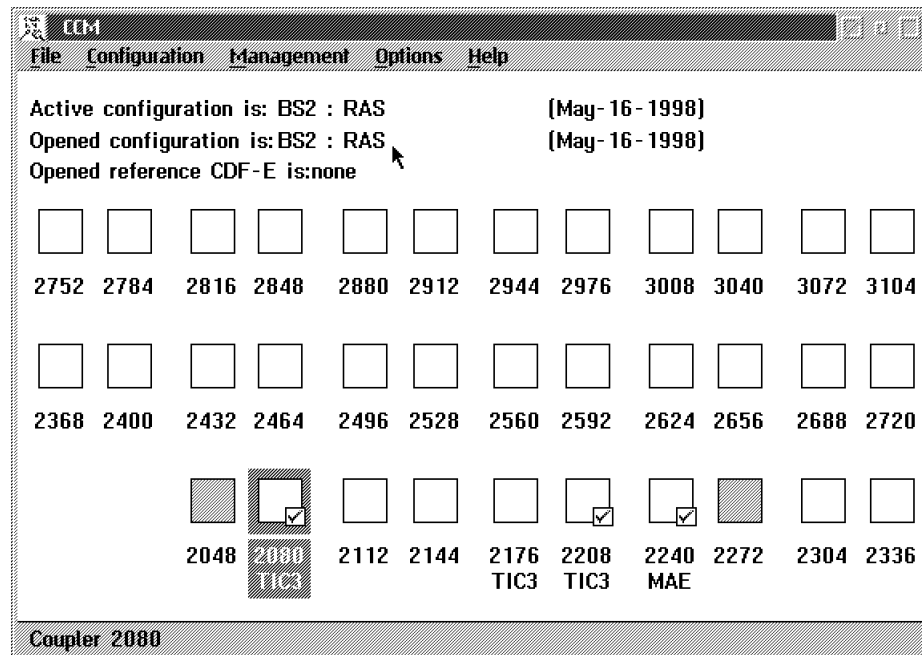 CCM
File Configuration Management Options Help
Active configuration is: BS2 : RAS (May-16-1998)
Opened configuration is: BS2 : RAS (May-16-1998)
Opened reference CDF-E is:none
2752 2784 2816 2848 2880 2912 2944 2976 3008 3040 3072 3104
2368 2400 2432 2464 2496 2528 2560 2592 2624 2656 2688 2720
2048 2080 2112 2144 2176 2208 2240 2272 2304 2336
TIC3 TIC3 TIC3 MAE
Coupler 2080